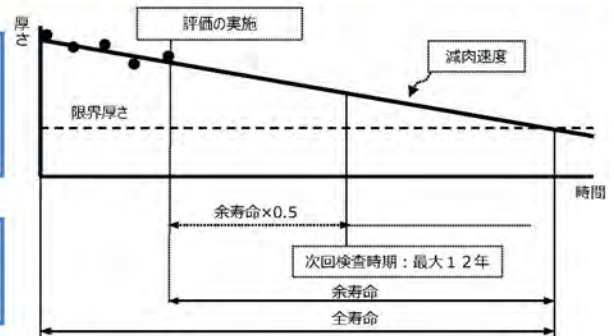 厚さ
評価の実施
減肉速度
限界厚さ
時間
余寿命×0.5
次回検査時期：最大１２年
余寿命
全寿命